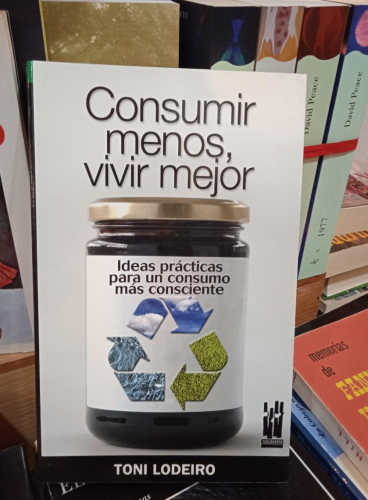 Consumir
menos,
vivir mejor
Ideas prácticas
para un consumo
más consciente
TONI LODEIRO
David Peace
David Peace
1977
memorias
de